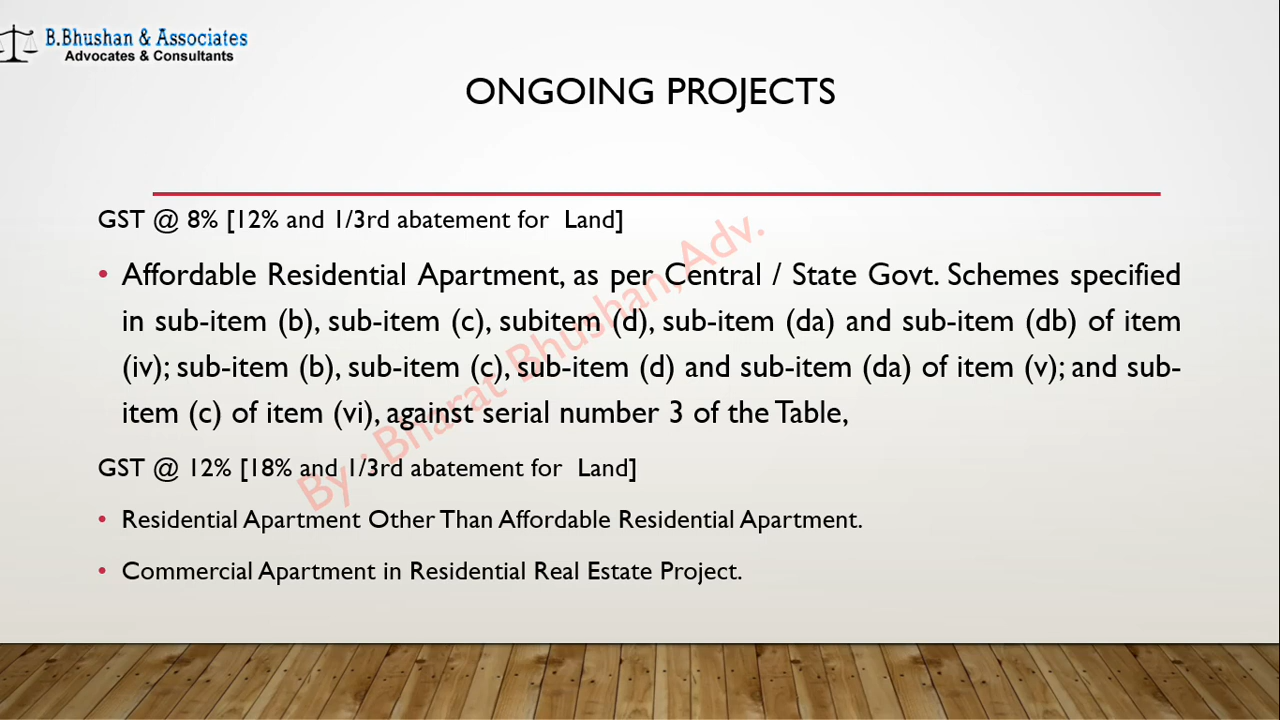 B.Bhushan & Associates
Advocates & Consultants
ONGOING PROJECTS
GST @ 8% [12% and 1/3rd abatement for Land]
• Affordable Residential Apartment, as per Central / State Govt. Schemes specified
in sub-item (b), sub-item (c), subitem (d), sub-item (da) and sub-item (db) of item
(iv); sub-item (b), sub-item (c), sub-item (d) and sub-item (da) of item (v); and sub-
item (c) of item (vi), against serial number 3 of the Table,
GST @ 12% [18% and 1/3rd abatement for Land]
• Residential Apartment Other Than Affordable Residential Apartment.
• Commercial Apartment in Residential Real Estate Project.
By : Bharat Bhushan, Adv.